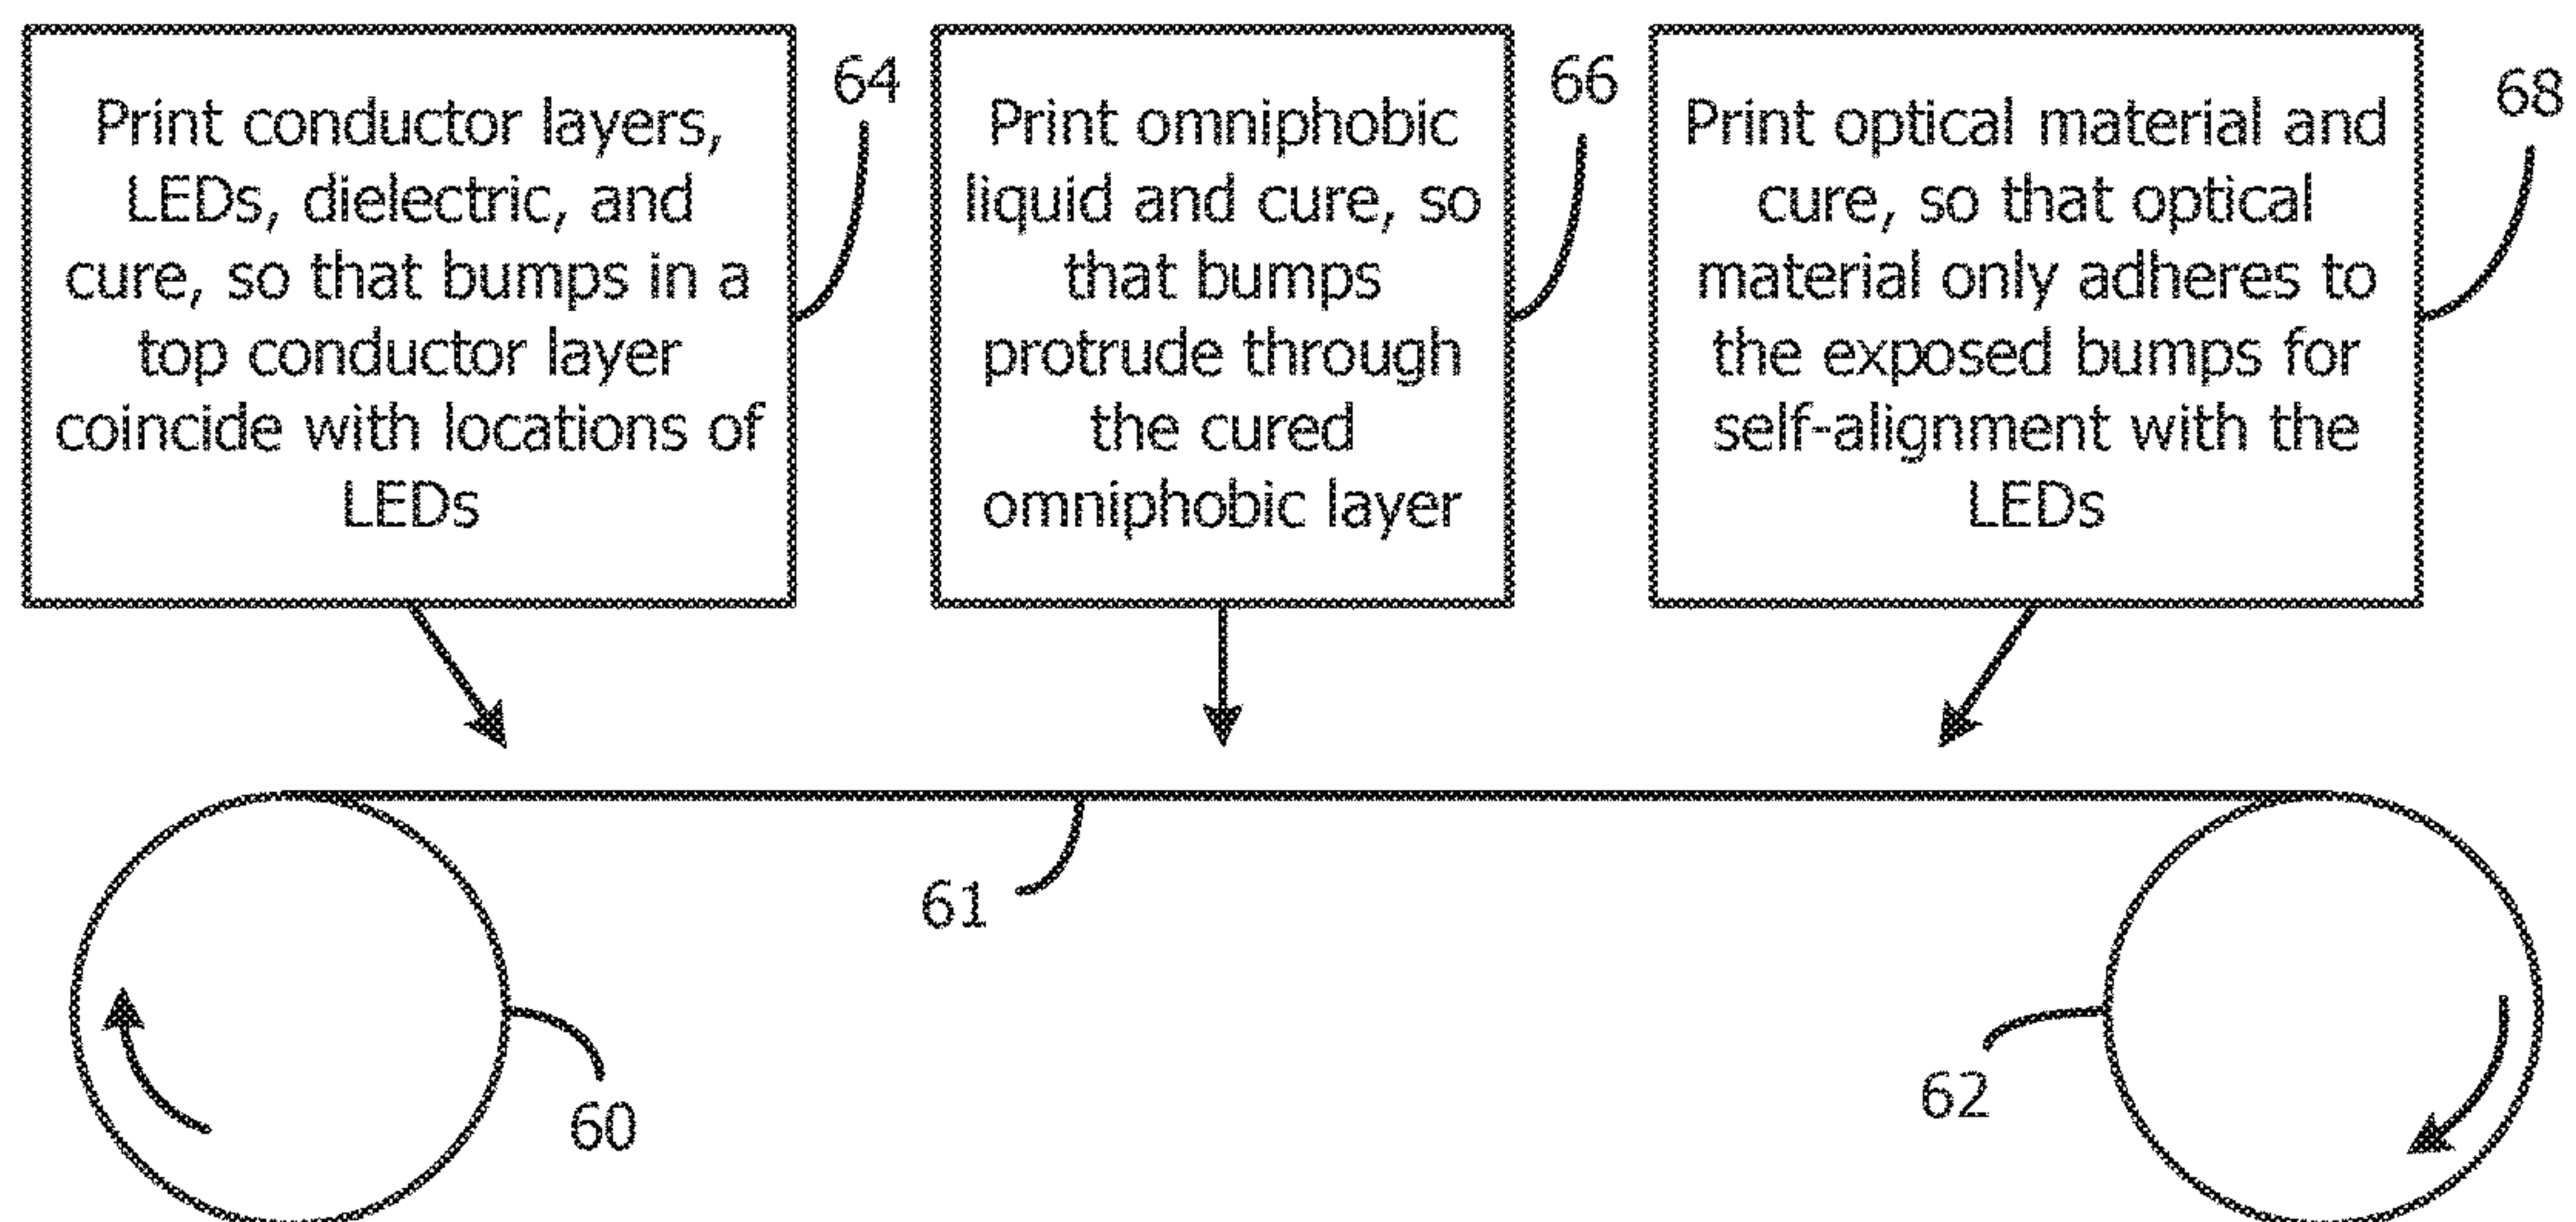 Print conductor layers,
LEDs, dielectric, and
cure, so that bumps in a
top conductor layer
coincide with locations of
LEDs
64
Print omniphobic
liquid and cure, so
that bumps
protrude through
the cured
omniphobic layer
66
Print optical material and
cure, so that optical
material only adheres to
the exposed bumps for
self-alignment with the
LEDs
68
61
60
62